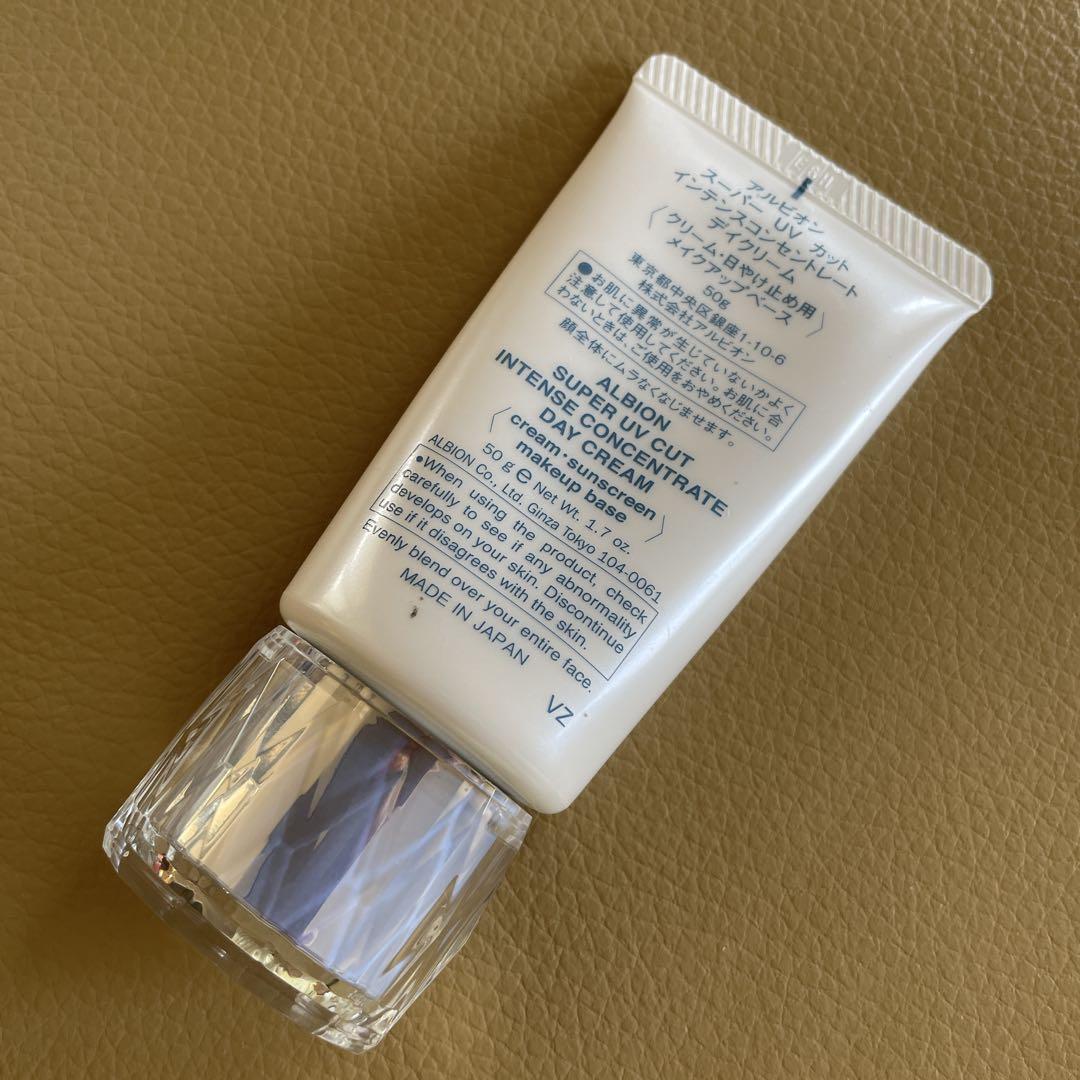 アルビオン
スーパー UV カット
インテンスコンセントレート
デイクリーム
〈クリーム・日やけ止め用
メイクアップベース〉
50g
東京都中央区銀座1-10-6
株式会社アルビオン
●お肌に異常が生じていないかよく
注意して使用してください。お肌に合
わないときは、ご使用をおやめください。
顔全体にムラなくなじませます。
ALBION
SUPER UV CUT
INTENSE CONCENTRATE
DAY CREAM
〈cream・sunscreen
makeup base〉
50 g ℮ Net Wt. 1.7 oz.
ALBION Co., Ltd. Ginza Tokyo 104-0061
●When using the product, check
carefully to see if any abnormality
develops on your skin. Discontinue
use if it disagrees with the skin.
Evenly blend over your entire face.
MADE IN JAPAN
VZ